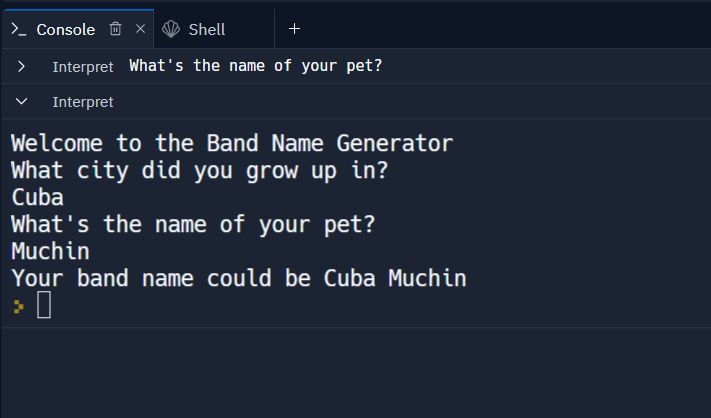 Console
Shell
Interpret What's the name of your pet?
Interpret
Welcome to the Band Name Generator
What city did you grow up in?
Cuba
What's the name of your pet?
Muchin
Your band name could be Cuba Muchin